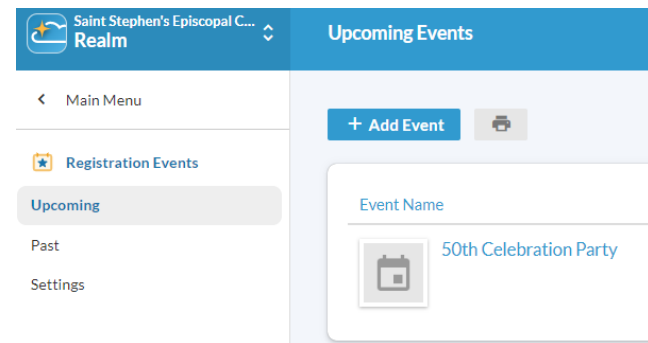 Saint Stephen's Episcopal C...
Realm
Upcoming Events
Main Menu
+ Add Event
Registration Events
Upcoming
Event Name
Past
50th Celebration Party
Settings